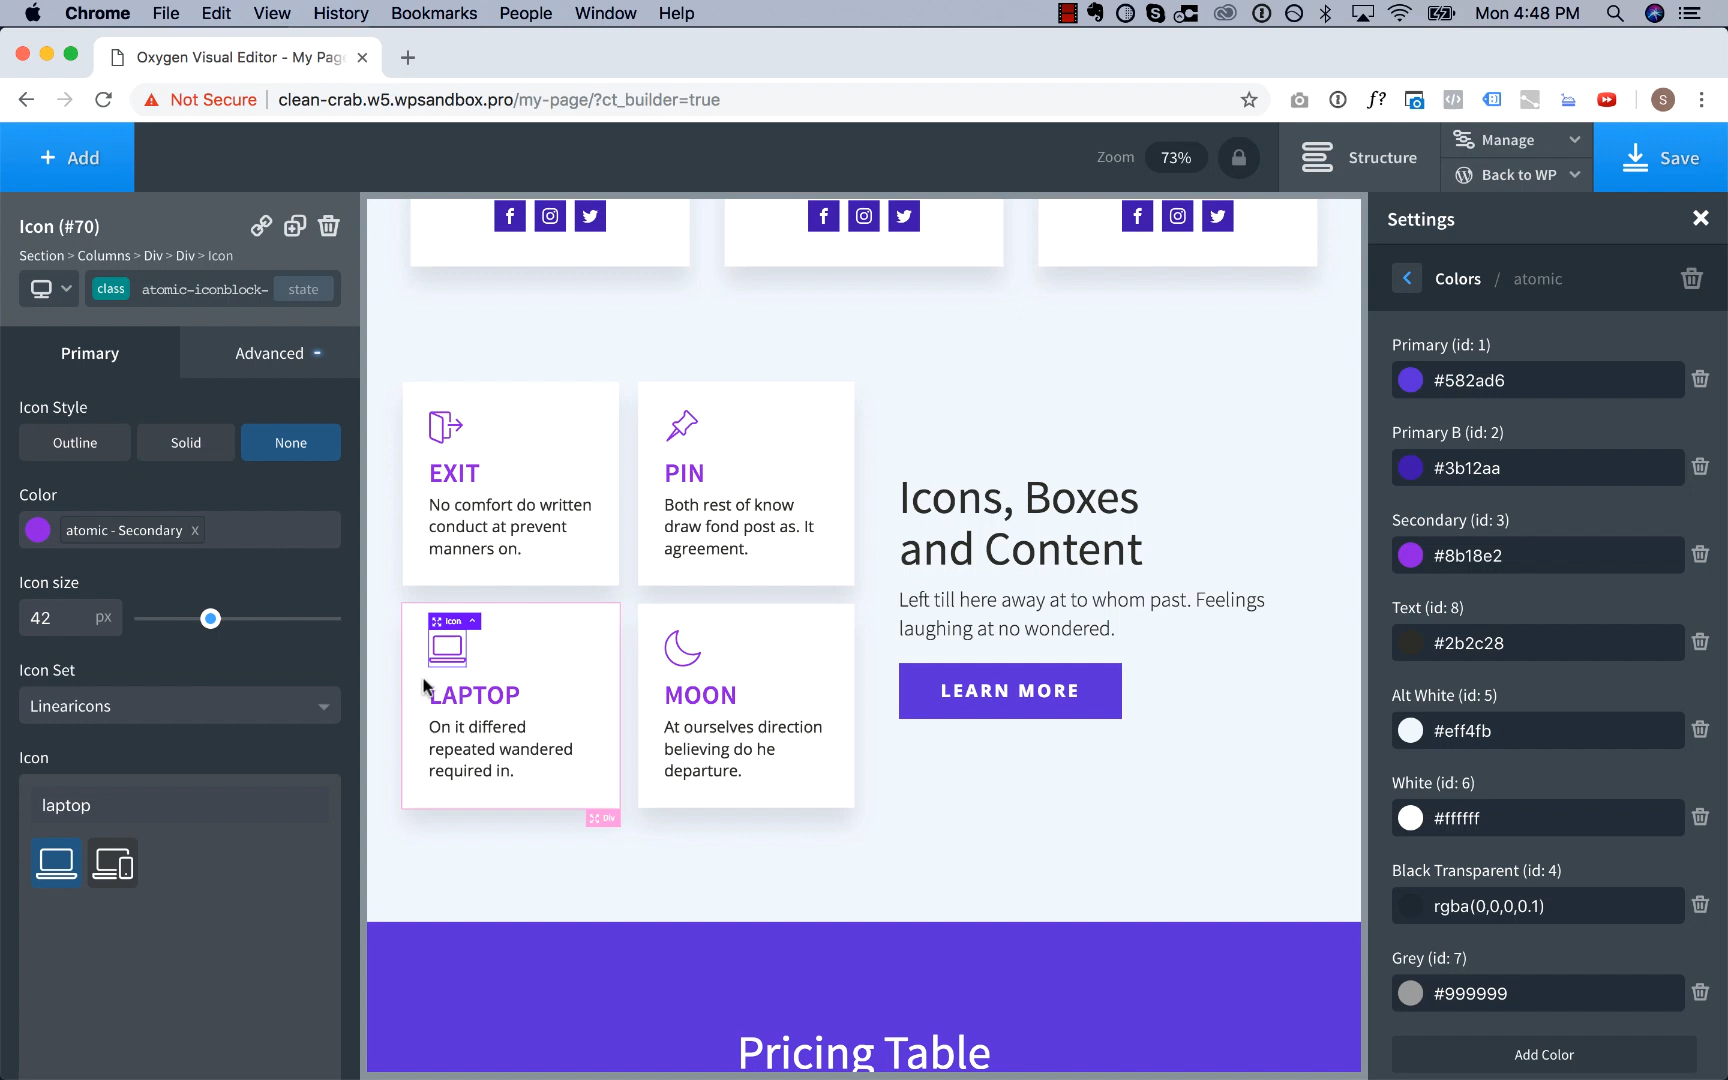 Chrome File Edit View History Bookmarks People Window Help Mon 4:48 PM
Oxygen Visual Editor - My Pag
Not Secure clean-crab.w5.wpsandbox.pro/my-page/?ct_builder=true
f?
S
+ Add
Zoom 73%
Structure
Manage
Back to WP
Save
Icon (#70)
Section > Columns > Div > Div > Icon
class atomic-iconblock- state
Primary Advanced
Icon Style
Outline Solid None
Color
atomic - Secondary x
Icon size
42 px
Icon Set
Linearicons
Icon
laptop
EXIT
No comfort do written
conduct at prevent
manners on.
PIN
Both rest of know
draw fond post as. It
agreement.
Icon
LAPTOP
On it differed
repeated wandered
required in.
Div
MOON
At ourselves direction
believing do he
departure.
Icons, Boxes
and Content
Left till here away at to whom past. Feelings
laughing at no wondered.
LEARN MORE
Pricing Table
Settings
Colors / atomic
Primary (id: 1)
#582ad6
Primary B (id: 2)
#3b12aa
Secondary (id: 3)
#8b18e2
Text (id: 8)
#2b2c28
Alt White (id: 5)
#eff4fb
White (id: 6)
#ffffff
Black Transparent (id: 4)
rgba(0,0,0,0.1)
Grey (id: 7)
#999999
Add Color